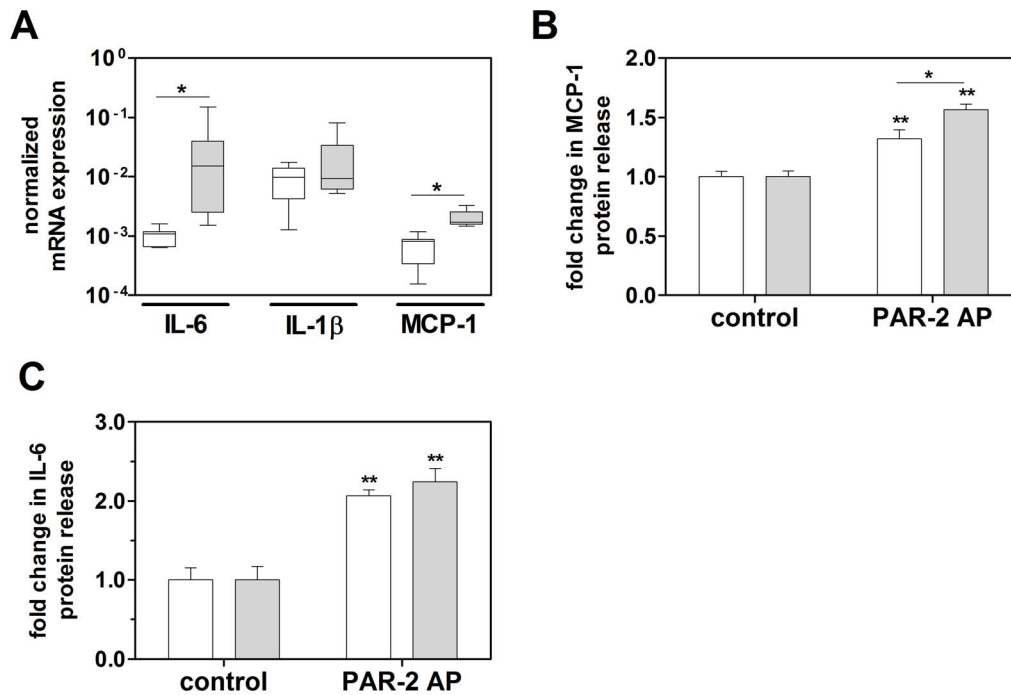 A
normalized
mRNA expression
10⁰
10⁻¹
10⁻²
10⁻³
10⁻⁴
*
*
IL-6
IL-1β
MCP-1
B
fold change in MCP-1
protein release
2.0
1.5
1.0
0.5
0.0
*
**
**
control
PAR-2 AP
C
fold change in IL-6
protein release
3.0
2.0
1.0
0.0
**
**
control
PAR-2 AP